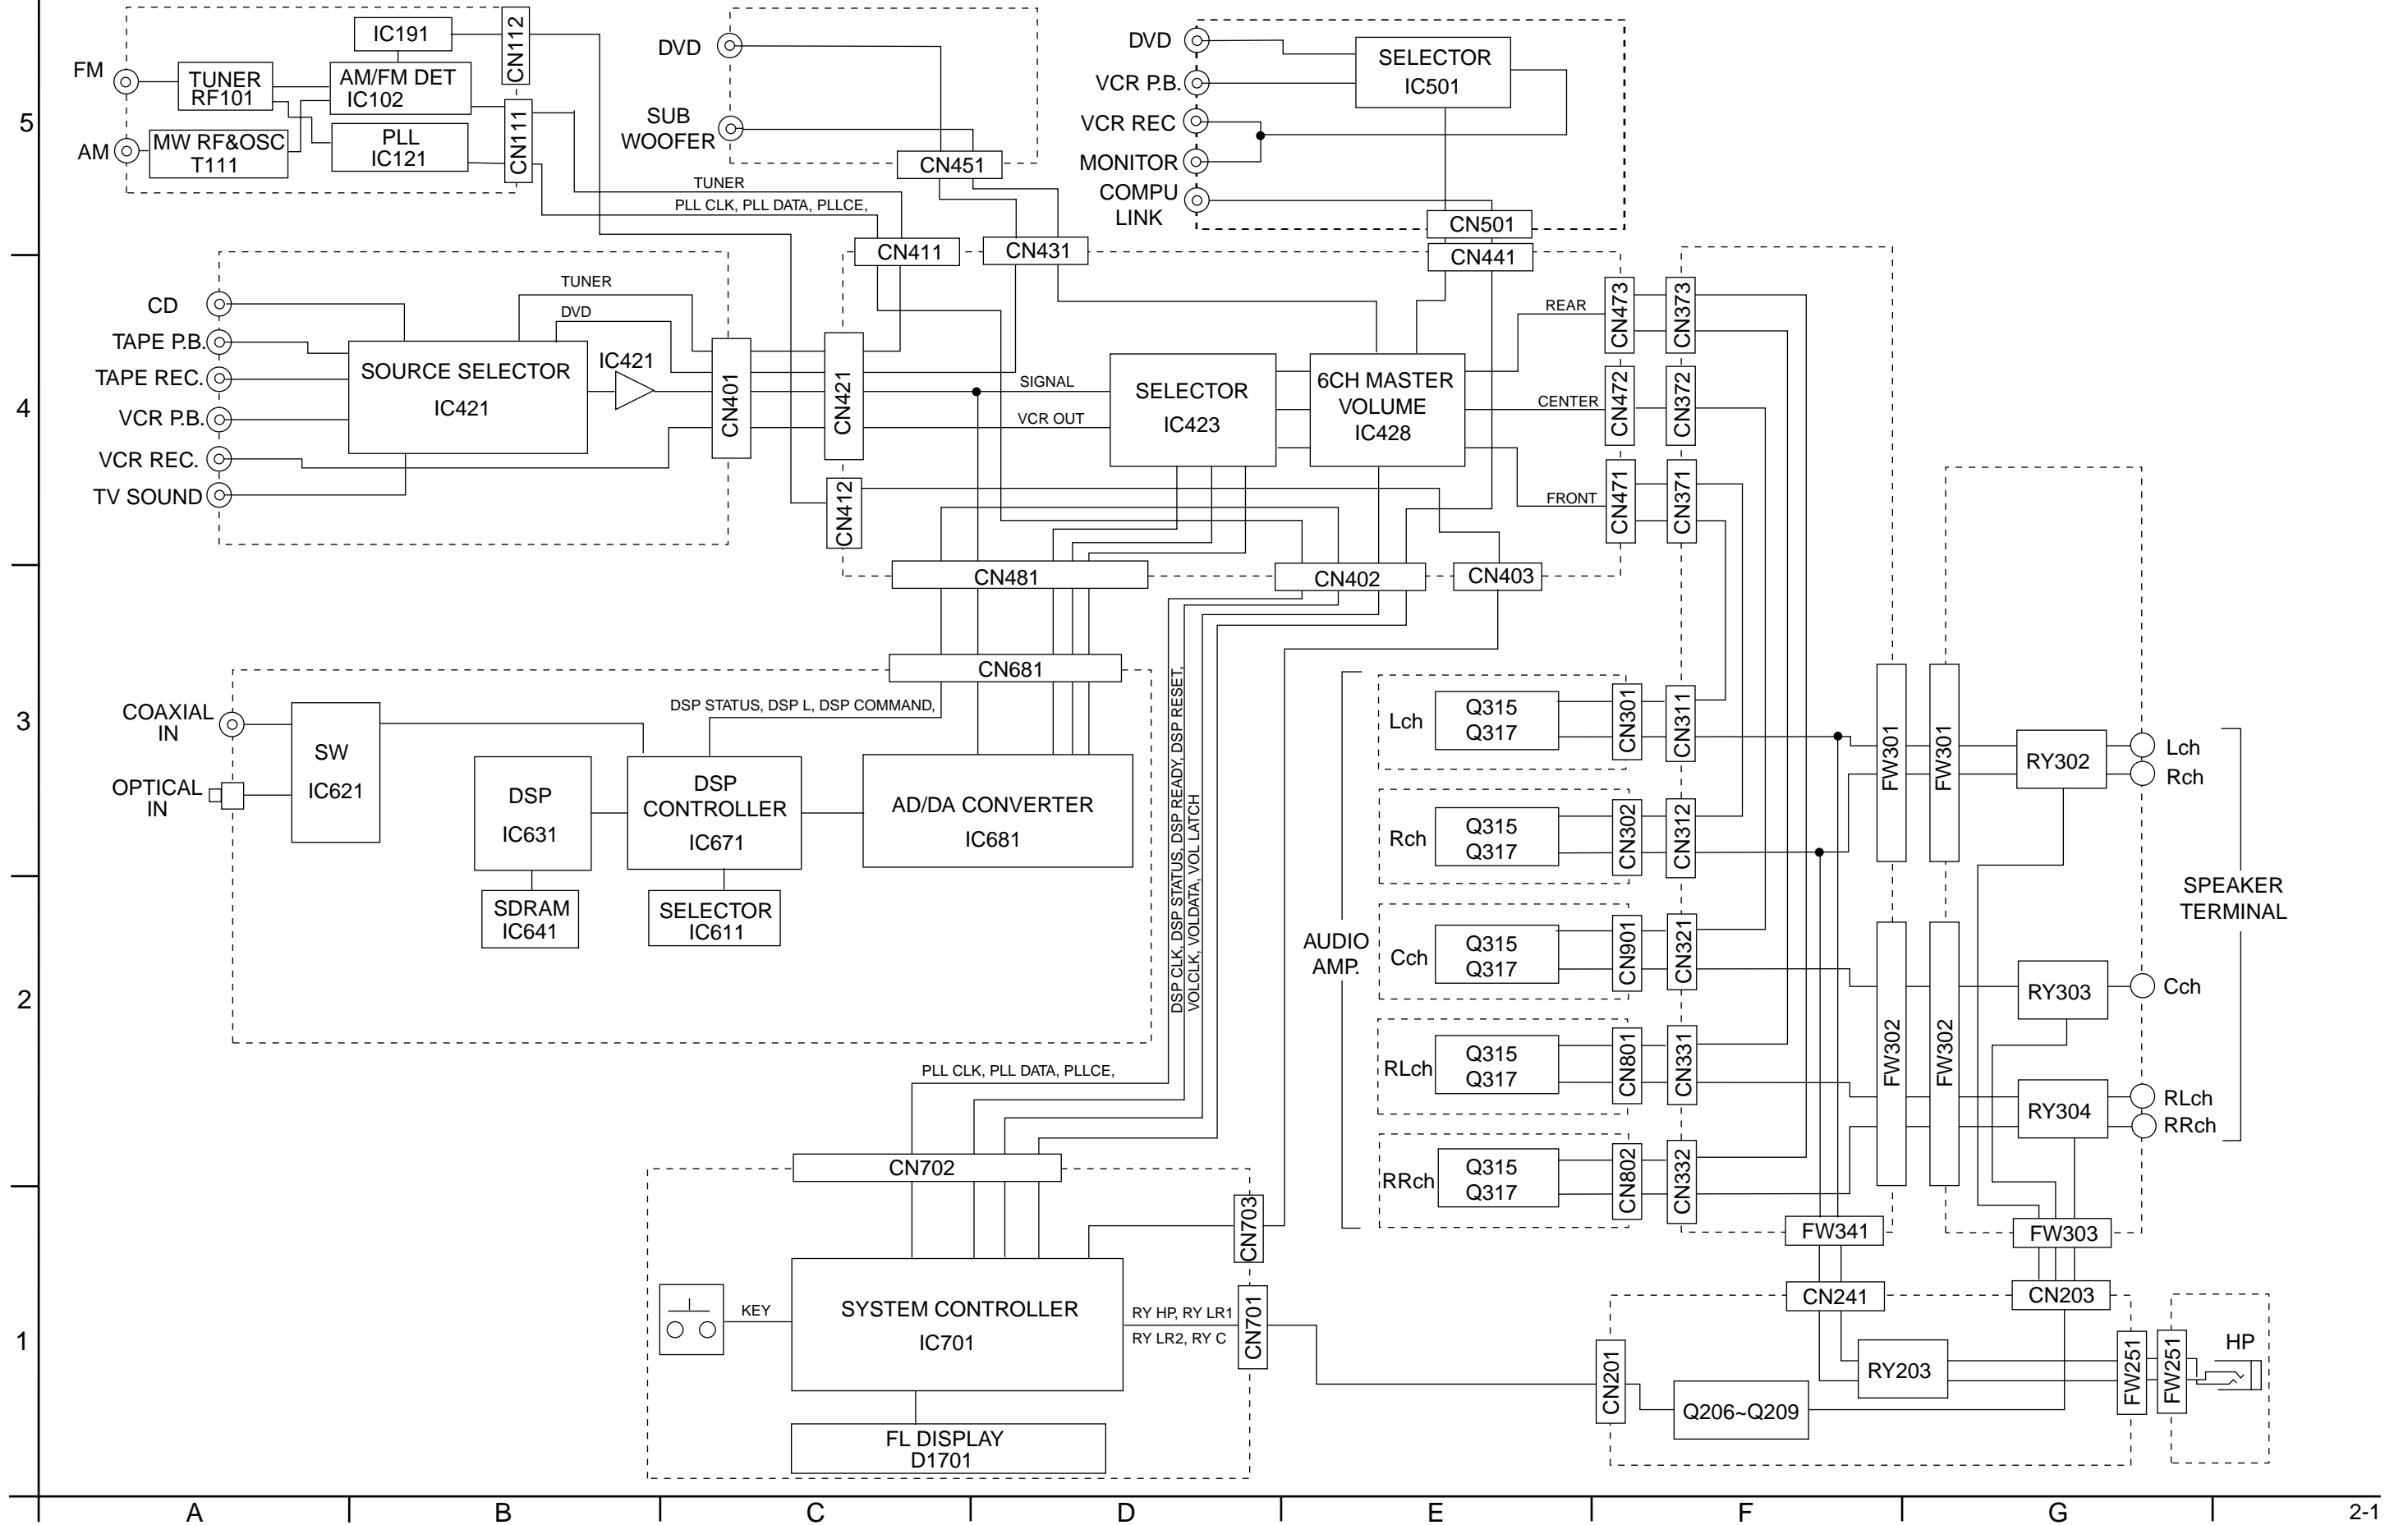 5
4
3
2
1
A
B
C
D
E
F
G
2-1
FM
AM
TUNER
RF101
MW RF&OSC
T111
IC191
AM/FM DET
IC102
PLL
IC121
CN112
CN111
DVD
SUB
WOOFER
CN451
TUNER
PLL CLK, PLL DATA, PLLCE,
DVD
VCR P.B.
VCR REC
MONITOR
COMPU
LINK
SELECTOR
IC501
CN501
CN441
CN411
CN431
CD
TAPE P.B.
TAPE REC.
VCR P.B.
VCR REC.
TV SOUND
SOURCE SELECTOR
IC421
TUNER
DVD
IC421
CN401
CN421
CN412
SIGNAL
VCR OUT
SELECTOR
IC423
6CH MASTER
VOLUME
IC428
REAR
CENTER
FRONT
CN473
CN472
CN471
CN373
CN372
CN371
CN481
CN402
CN403
CN681
COAXIAL
IN
OPTICAL
IN
SW
IC621
DSP STATUS, DSP L, DSP COMMAND,
DSP
IC631
DSP
CONTROLLER
IC671
AD/DA CONVERTER
IC681
SDRAM
IC641
SELECTOR
IC611
DSP CLK, DSP STATUS, DSP READY, DSP RESET,
VOLCLK, VOLDATA, VOL LATCH
PLL CLK, PLL DATA, PLLCE,
AUDIO
AMP.
Lch
Q315
Q317
CN301
CN311
Rch
Q315
Q317
CN302
CN312
Cch
Q315
Q317
CN901
CN321
RLch
Q315
Q317
CN801
CN331
RRch
Q315
Q317
CN802
CN332
FW301
FW301
FW302
FW302
RY302
Lch
Rch
RY303
Cch
RY304
RLch
RRch
SPEAKER
TERMINAL
FW341
FW303
CN702
CN703
CN701
KEY
SYSTEM CONTROLLER
IC701
RY HP, RY LR1
RY LR2, RY C
FL DISPLAY
D1701
CN241
CN203
CN201
Q206~Q209
RY203
FW251
FW251
HP